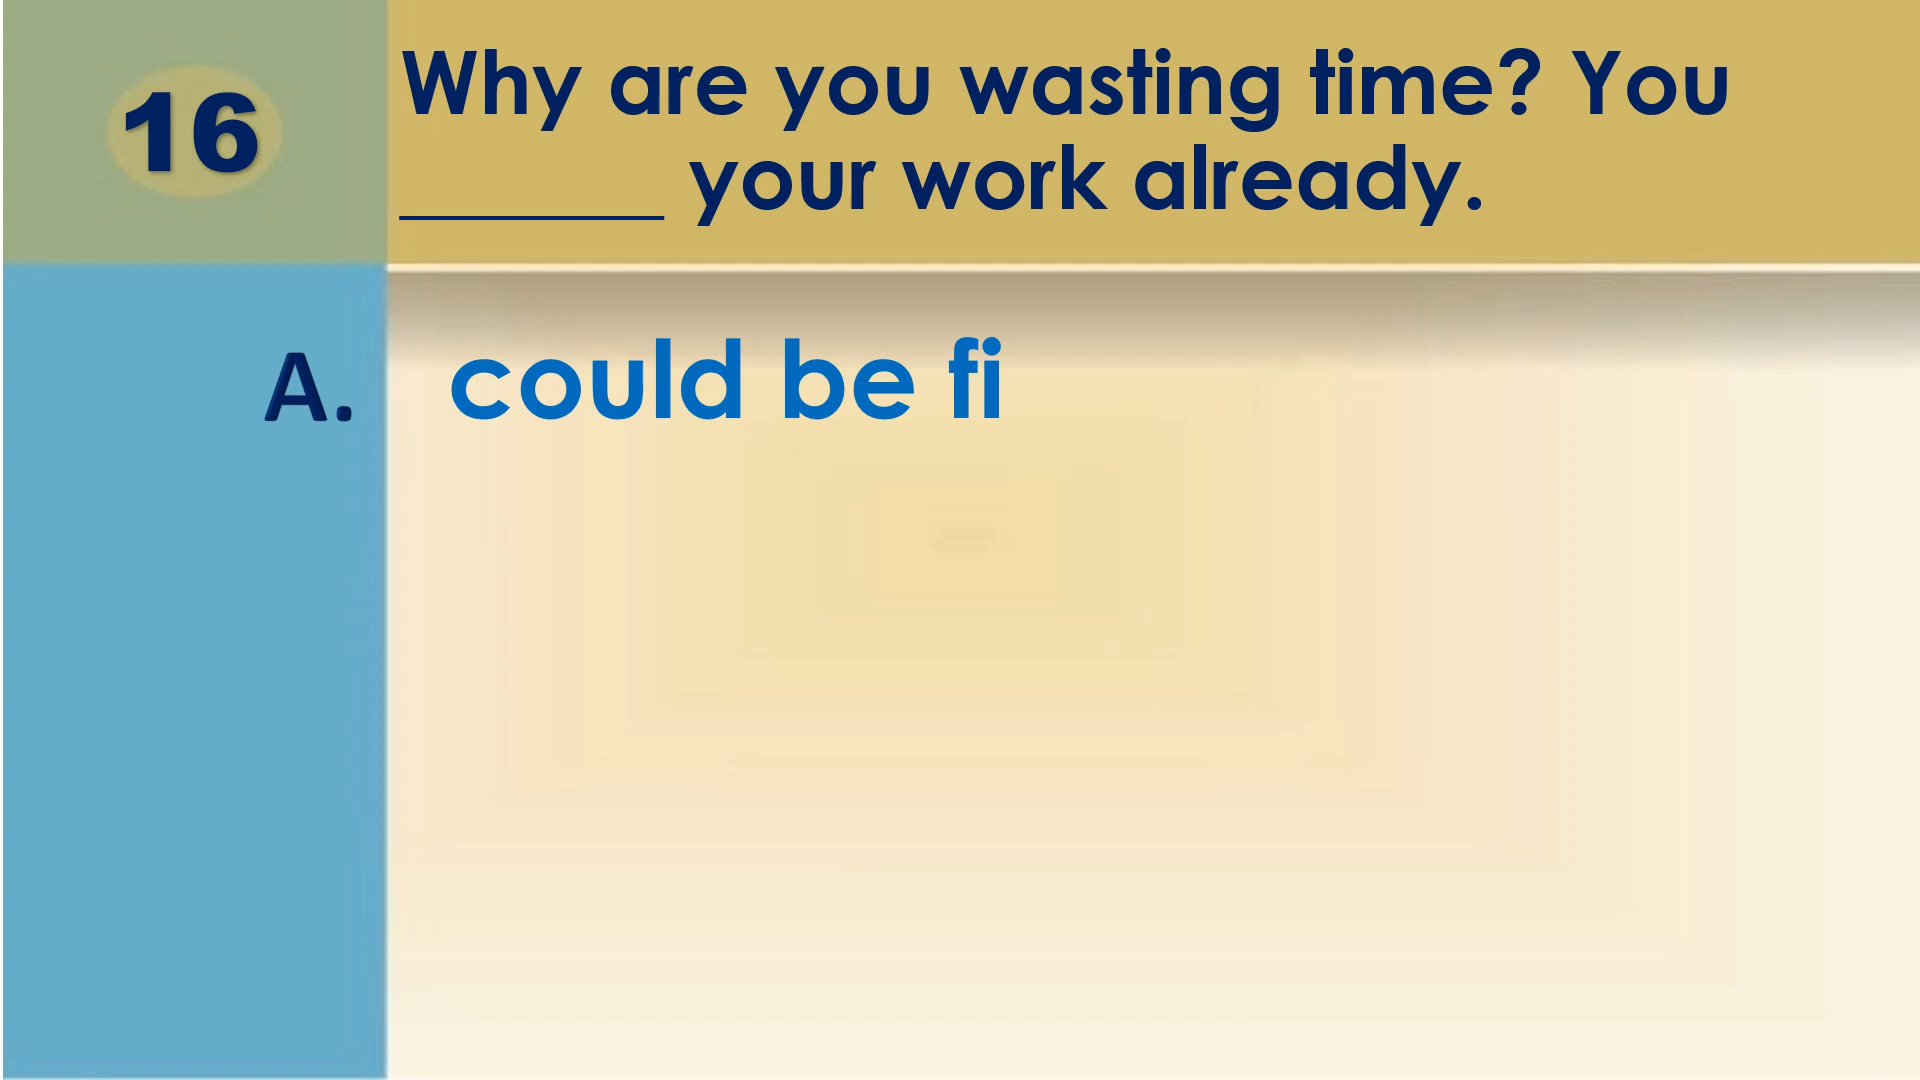 16
Why are you wasting time? You
______ your work already.
A. could be fi